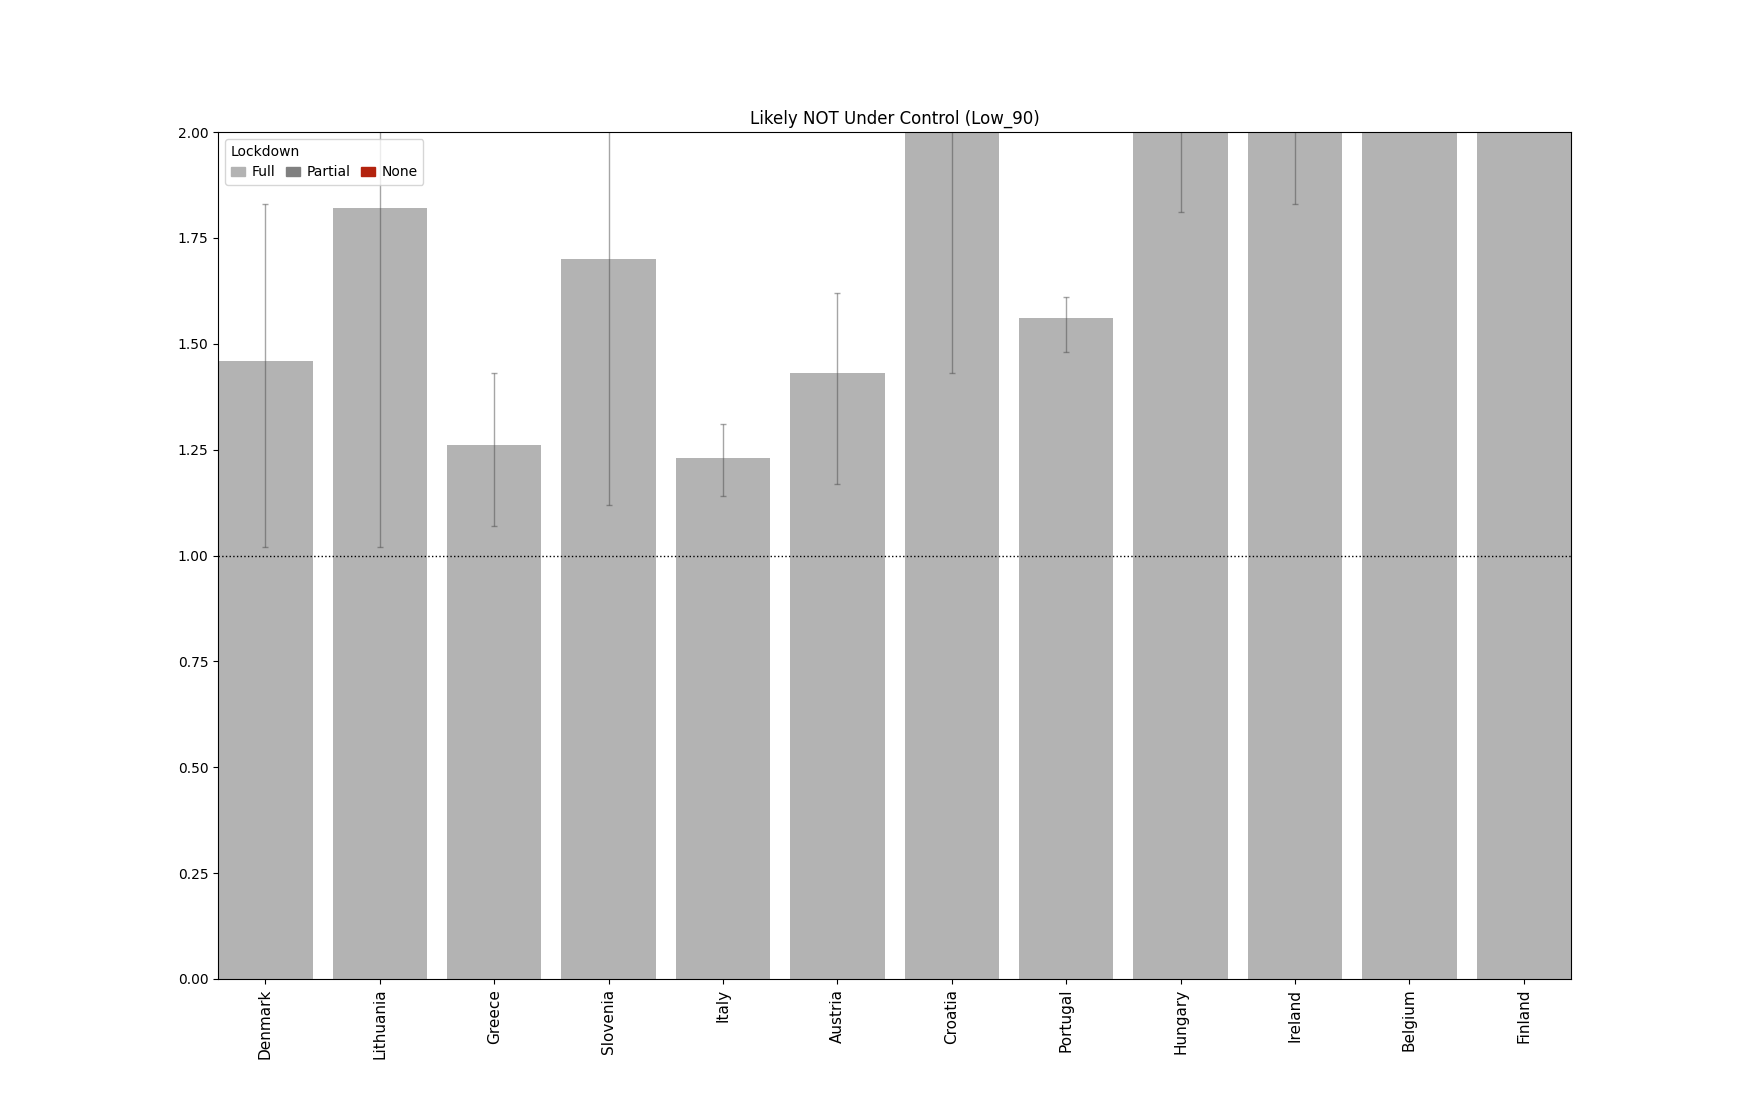 Likely NOT Under Control (Low_90)
Lockdown
Full Partial None
2.00
1.75
1.50
1.25
1.00
0.75
0.50
0.25
0.00
Denmark
Lithuania
Greece
Slovenia
Italy
Austria
Croatia
Portugal
Hungary
Ireland
Belgium
Finland